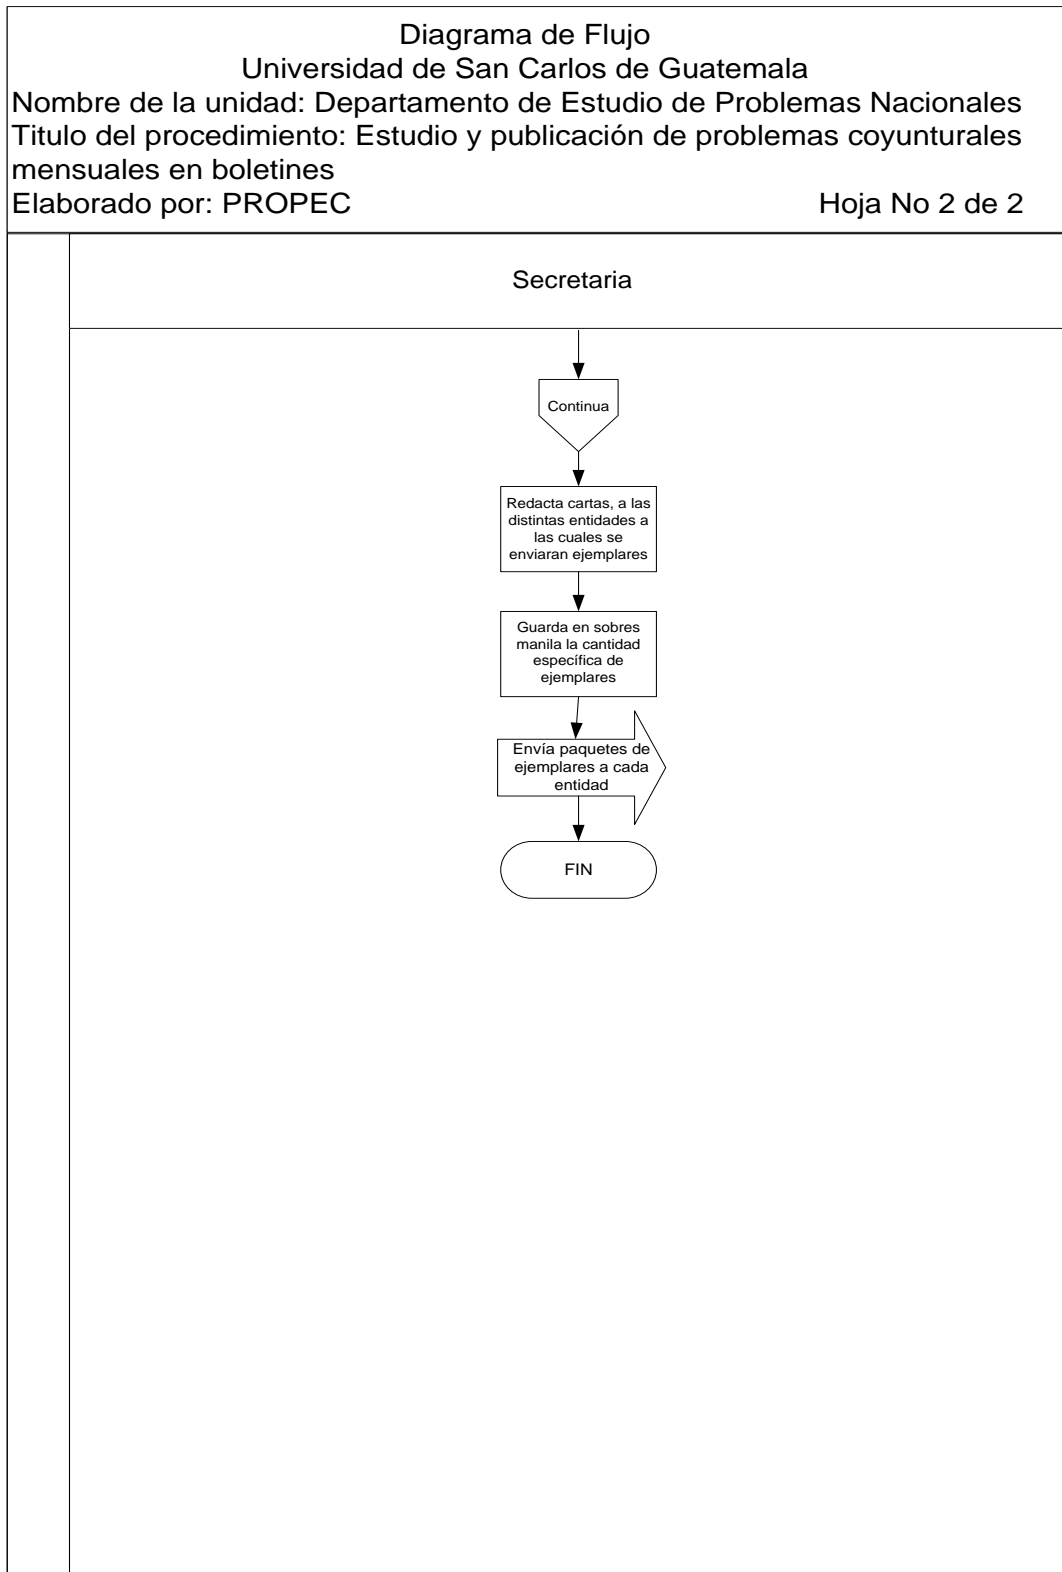 Diagrama de Flujo
Universidad de San Carlos de Guatemala
Nombre de la unidad: Departamento de Estudio de Problemas Nacionales
Titulo del procedimiento: Estudio y publicación de problemas coyunturales
mensuales en boletines
Elaborado por: PROPEC Hoja No 2 de 2
Secretaria
Continua
Redacta cartas, a las
distintas entidades a
las cuales se
enviaran ejemplares
Guarda en sobres
manila la cantidad
específica de
ejemplares
Envía paquetes de
ejemplares a cada
entidad
FIN